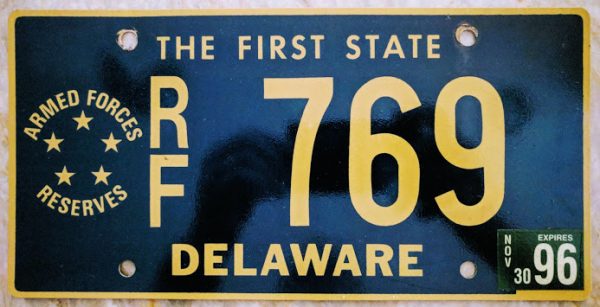 THE FIRST STATE
ARMED FORCES
RESERVES
RF 769
DELAWARE
EXPIRES
NOV
30 96